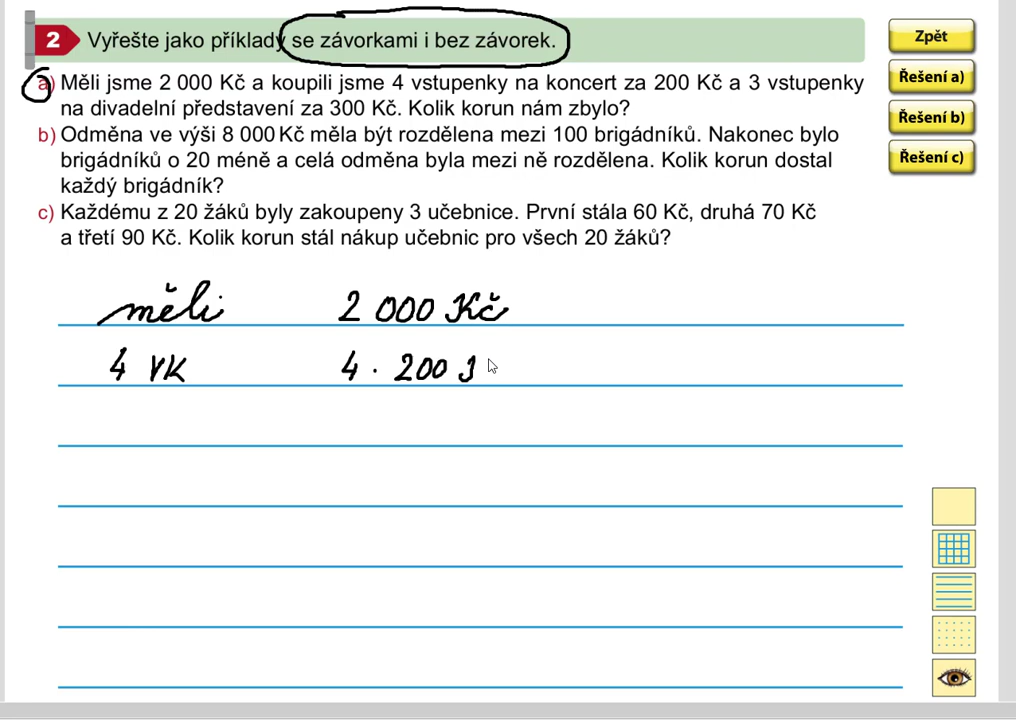 2 Vyřešte jako příklady se závorkami i bez závorek.
a) Měli jsme 2 000 Kč a koupili jsme 4 vstupenky na koncert za 200 Kč a 3 vstupenky
na divadelní představení za 300 Kč. Kolik korun nám zbylo?
b) Odměna ve výši 8 000 Kč měla být rozdělena mezi 100 brigádníků. Nakonec bylo
brigádníků o 20 méně a celá odměna byla mezi ně rozdělena. Kolik korun dostal
každý brigádník?
c) Každému z 20 žáků byly zakoupeny 3 učebnice. První stála 60 Kč, druhá 70 Kč
a třetí 90 Kč. Kolik korun stál nákup učebnic pro všech 20 žáků?
Zpět
Řešení a)
Řešení b)
Řešení c)
měli 2 000 Kč
4 VK 4 · 200